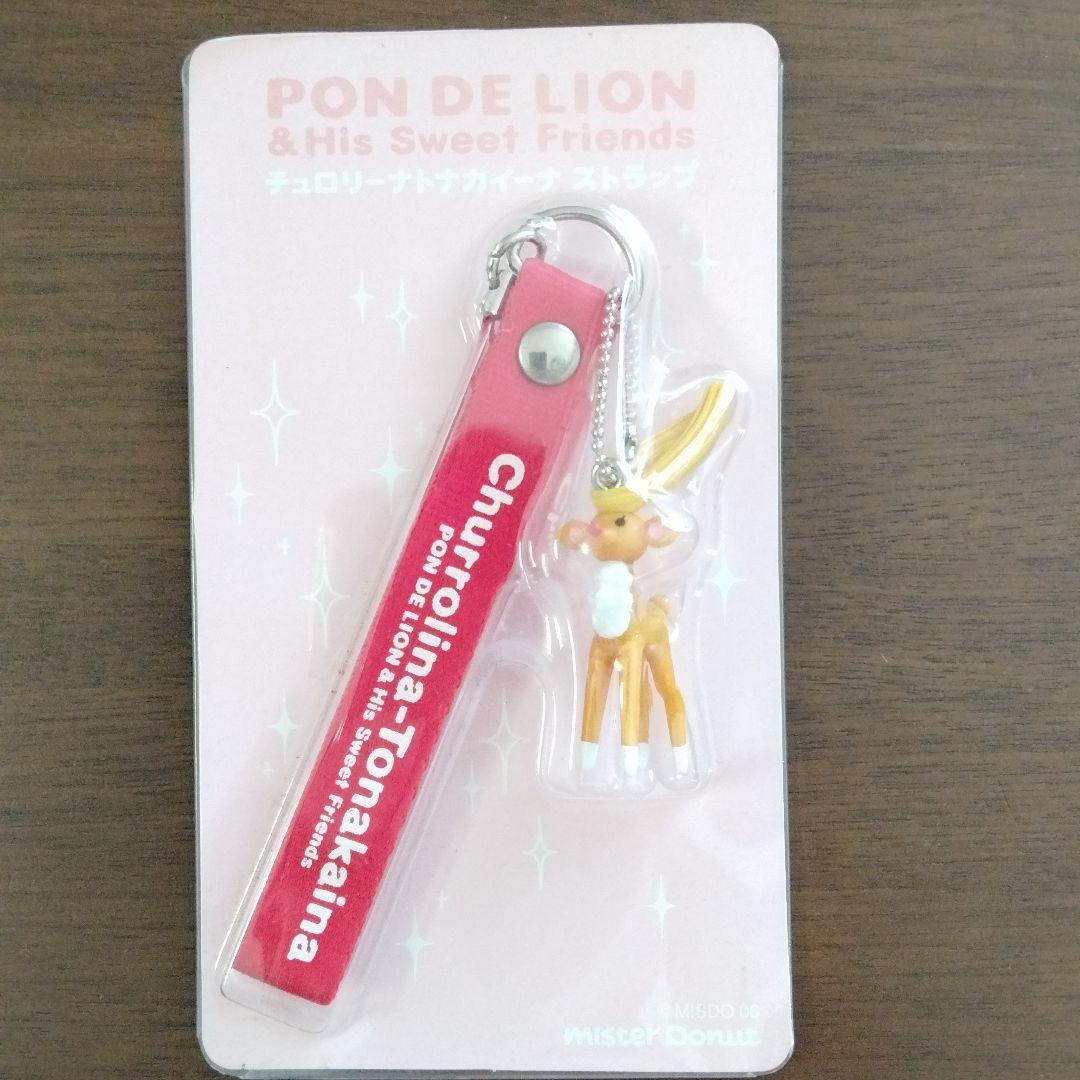 PON DE LION
& His Sweet Friends
チュロリーナトナカイーナ ストラップ
Churrolina-Tonakaina
PON DE LION & His Sweet Friends
© MISDO 06
mister Donut